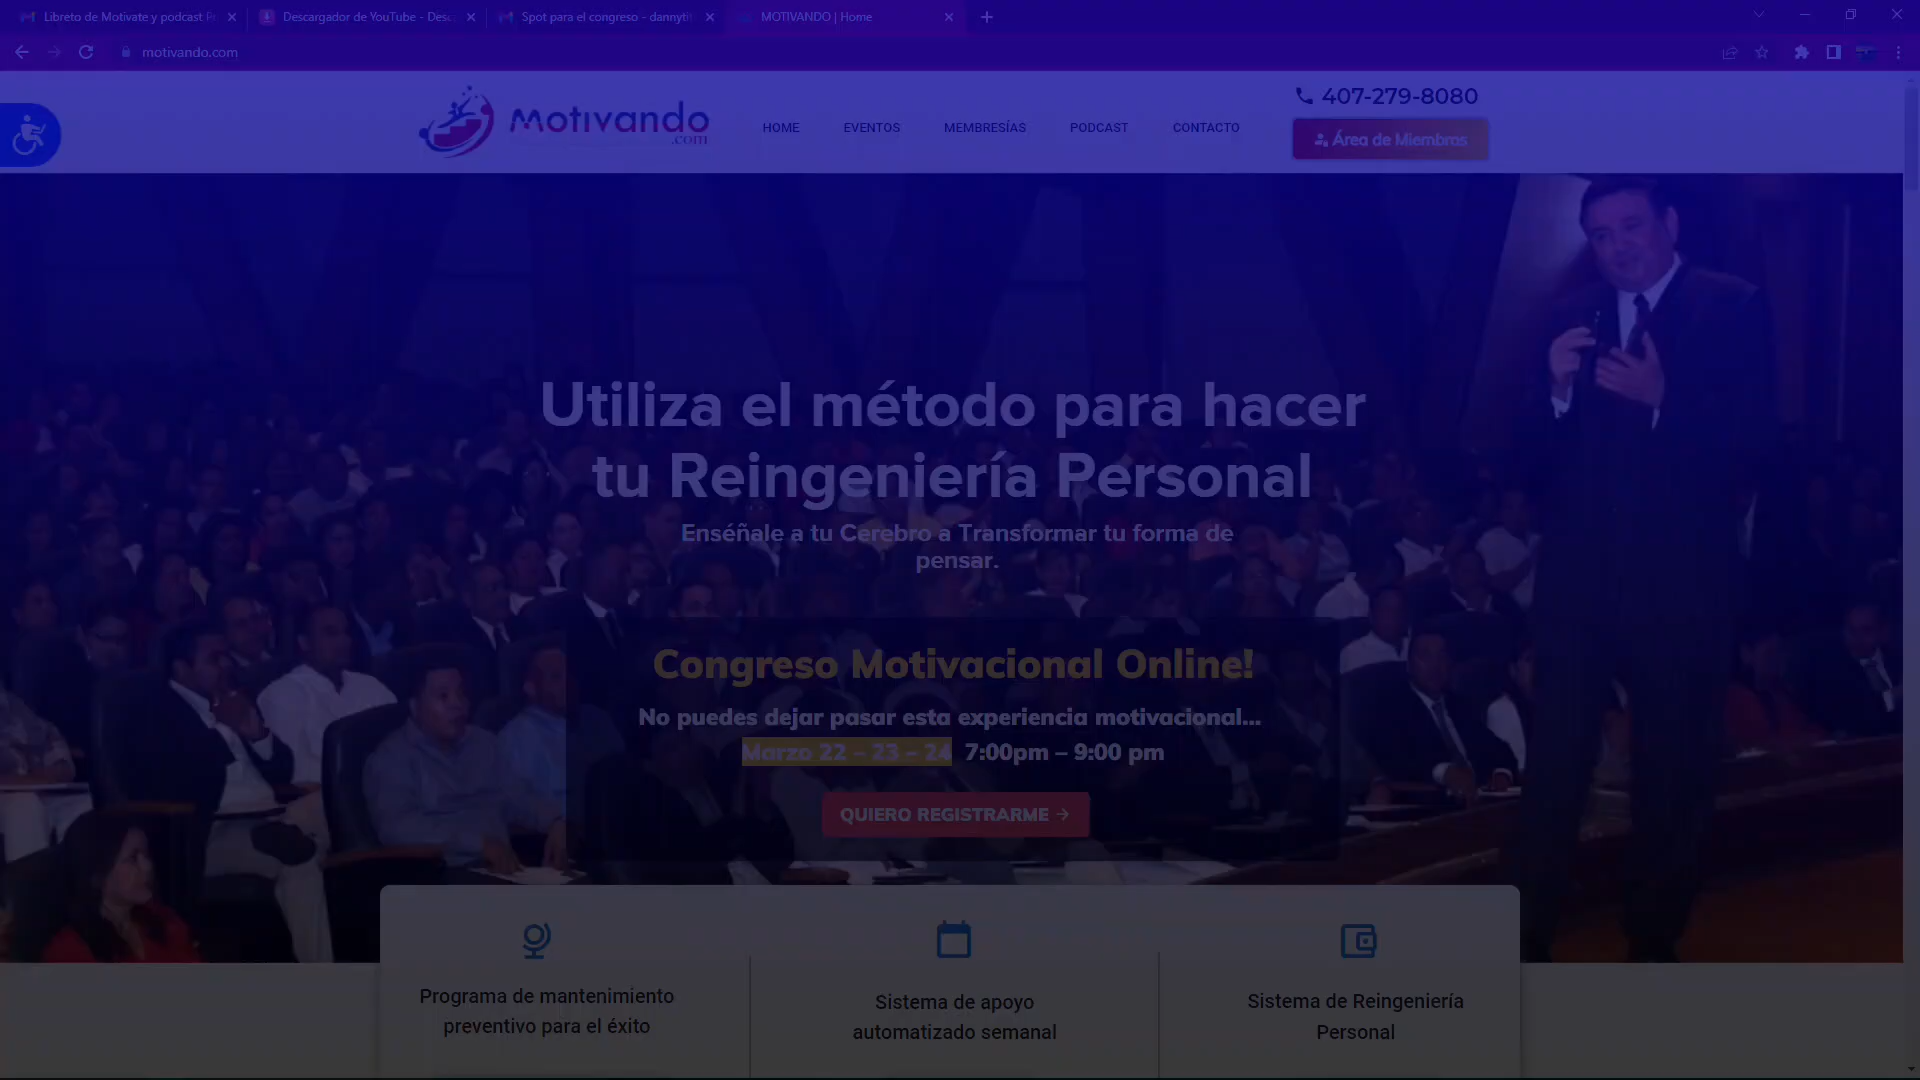 Libreto de Motívate y podcast
Descargador de YouTube - Desc
Spot para el congreso - dannytit
MOTIVANDO | Home
motivando.com
Motivando
.com
HOME
EVENTOS
MEMBRESÍAS
PODCAST
CONTACTO
407-279-8080
Área de Miembros
Utiliza el método para hacer
tu Reingeniería Personal
Enséñale a tu Cerebro a Transformar tu forma de
pensar.
Congreso Motivacional Online!
No puedes dejar pasar esta experiencia motivacional...
Marzo 22 – 23 – 24 7:00pm – 9:00 pm
QUIERO REGISTRARME →
Programa de mantenimiento
preventivo para el éxito
Sistema de apoyo
automatizado semanal
Sistema de Reingeniería
Personal